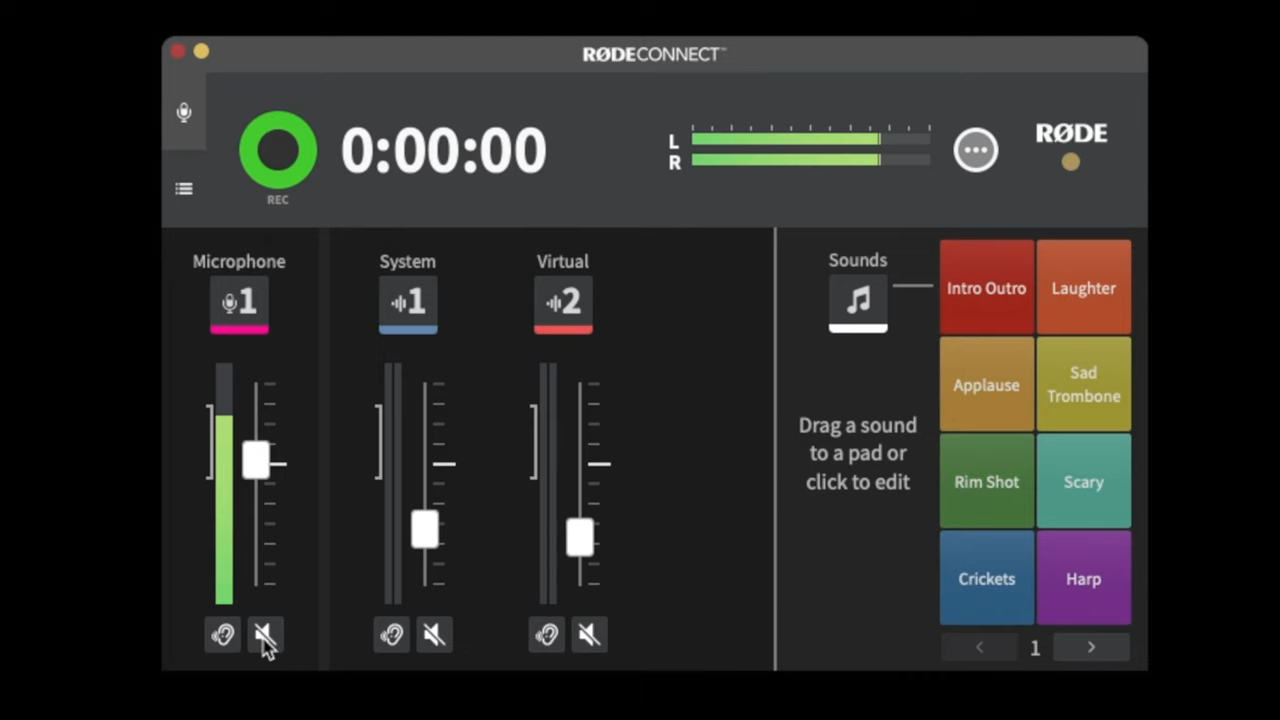 RØDECONNECT™
0:00:00
REC
L
R
RØDE
Microphone
1
System
1
Virtual
2
Sounds
Drag a sound
to a pad or
click to edit
Intro Outro
Laughter
Applause
Sad
Trombone
Rim Shot
Scary
Crickets
Harp
< 1 >